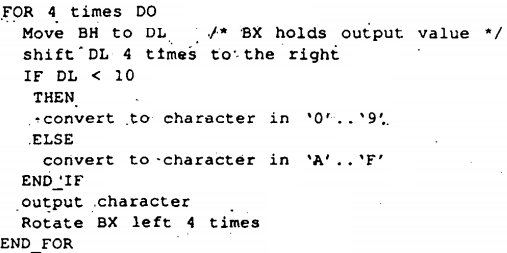 FOR 4 times DO
Move BH to DL /* BX holds output value */
shift DL 4 times to the right
IF DL < 10
THEN
convert to character in '0'..'9'
ELSE
convert to character in 'A'..'F'
END_IF
output character
Rotate BX left 4 times
END_FOR